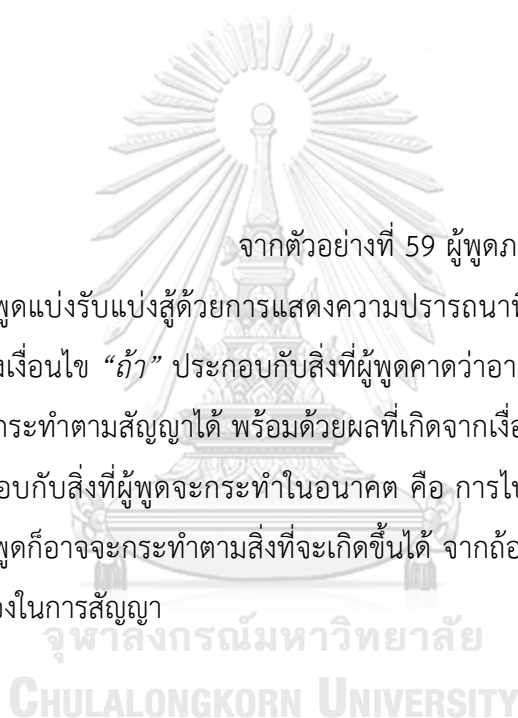 จากตัวอย่างที่ 59 ผู้พูดภ
พูดแบ่งรับแบ่งสู้ด้วยการแสดงความปรารถนาที
งเงื่อนไข “ถ้า” ประกอบกับสิ่งที่ผู้พูดคาดว่าอา
กระทำตามสัญญาได้ พร้อมด้วยผลที่เกิดจากเงื่อ
อบกับสิ่งที่ผู้พูดจะกระทำในอนาคต คือ การไป
พูดก็อาจจะกระทำตามสิ่งที่จะเกิดขึ้นได้ จากถ้อ
องในการสัญญา
จุฬาลงกรณ์มหาวิทยาลัย
CHULALONGKORN UNIVERSITY